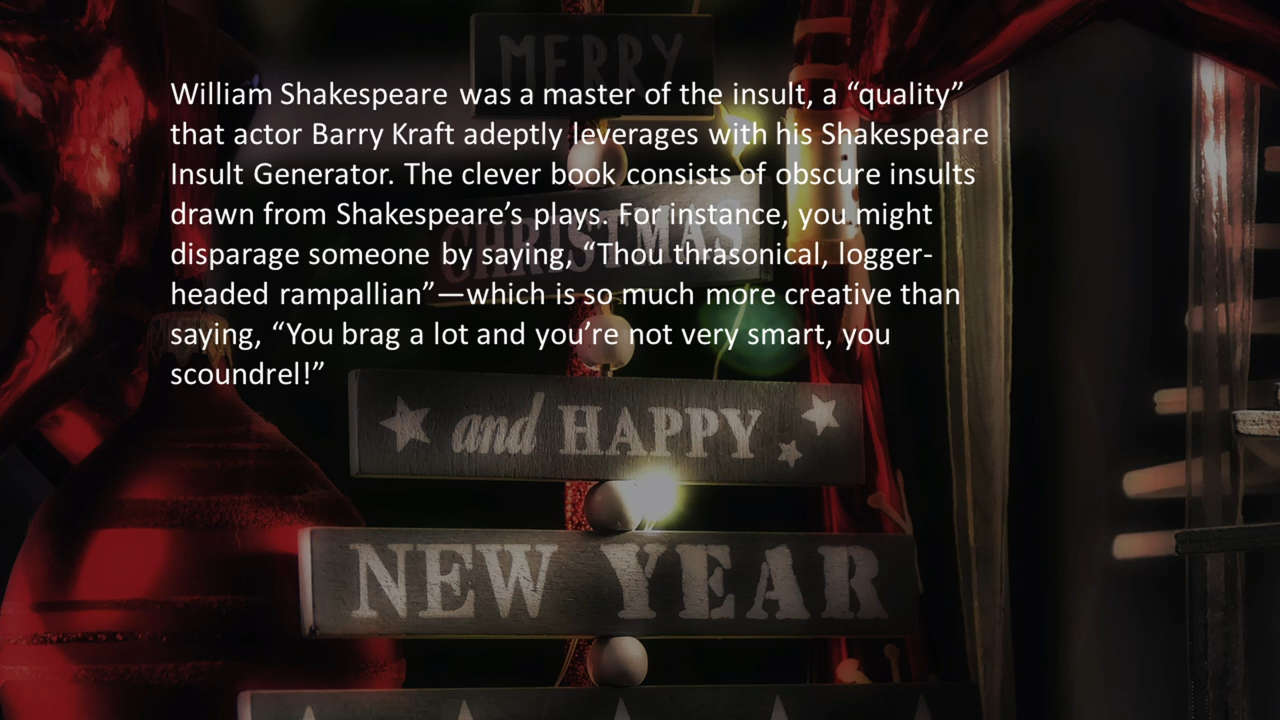 William Shakespeare was a master of the insult, a “quality”
that actor Barry Kraft adeptly leverages with his Shakespeare
Insult Generator. The clever book consists of obscure insults
drawn from Shakespeare’s plays. For instance, you might
disparage someone by saying, “Thou thrasonical, logger-
headed rampallian”—which is so much more creative than
saying, “You brag a lot and you’re not very smart, you
scoundrel!”
MERRY
CHRISTMAS
and HAPPY
NEW YEAR